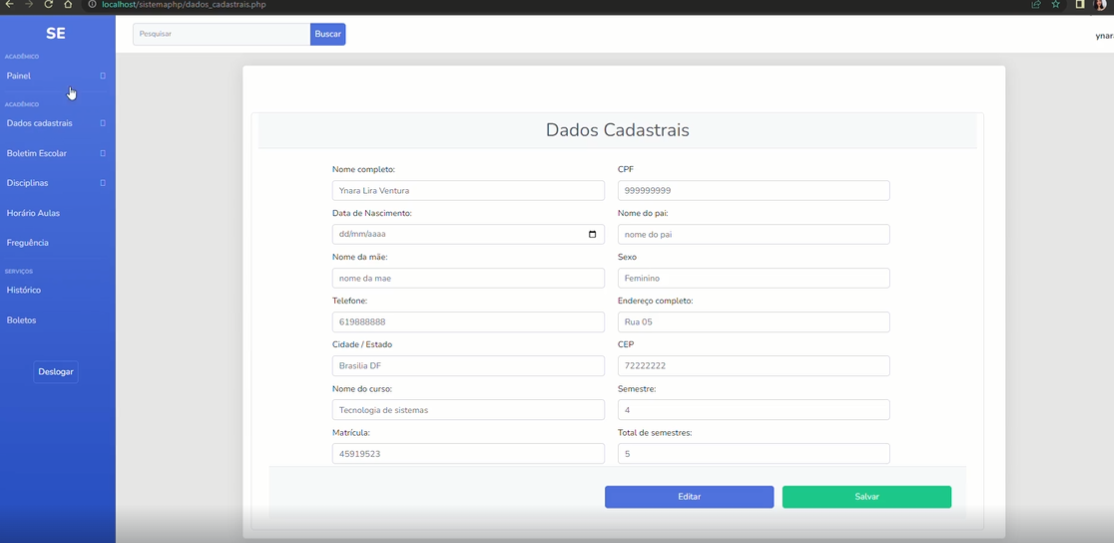 localhost/sistemaphp/dados_cadastrais.php
SE
Pesquisar
Buscar
ynar
ACADÊMICO
Painel
ACADÊMICO
Dados cadastrais
Boletim Escolar
Disciplinas
Horário Aulas
Freguência
SERVIÇOS
Histórico
Boletos
Deslogar
Dados Cadastrais
Nome completo:
CPF
Ynara Lira Ventura
999999999
Data de Nascimento:
Nome do pai:
dd/mm/aaaa
nome do pai
Nome da mãe:
Sexo
nome da mae
Feminino
Telefone:
Endereço completo:
619888888
Rua 05
Cidade / Estado
CEP
Brasilia DF
72222222
Nome do curso:
Semestre:
Tecnologia de sistemas
4
Matrícula:
Total de semestres:
45919523
5
Editar
Salvar